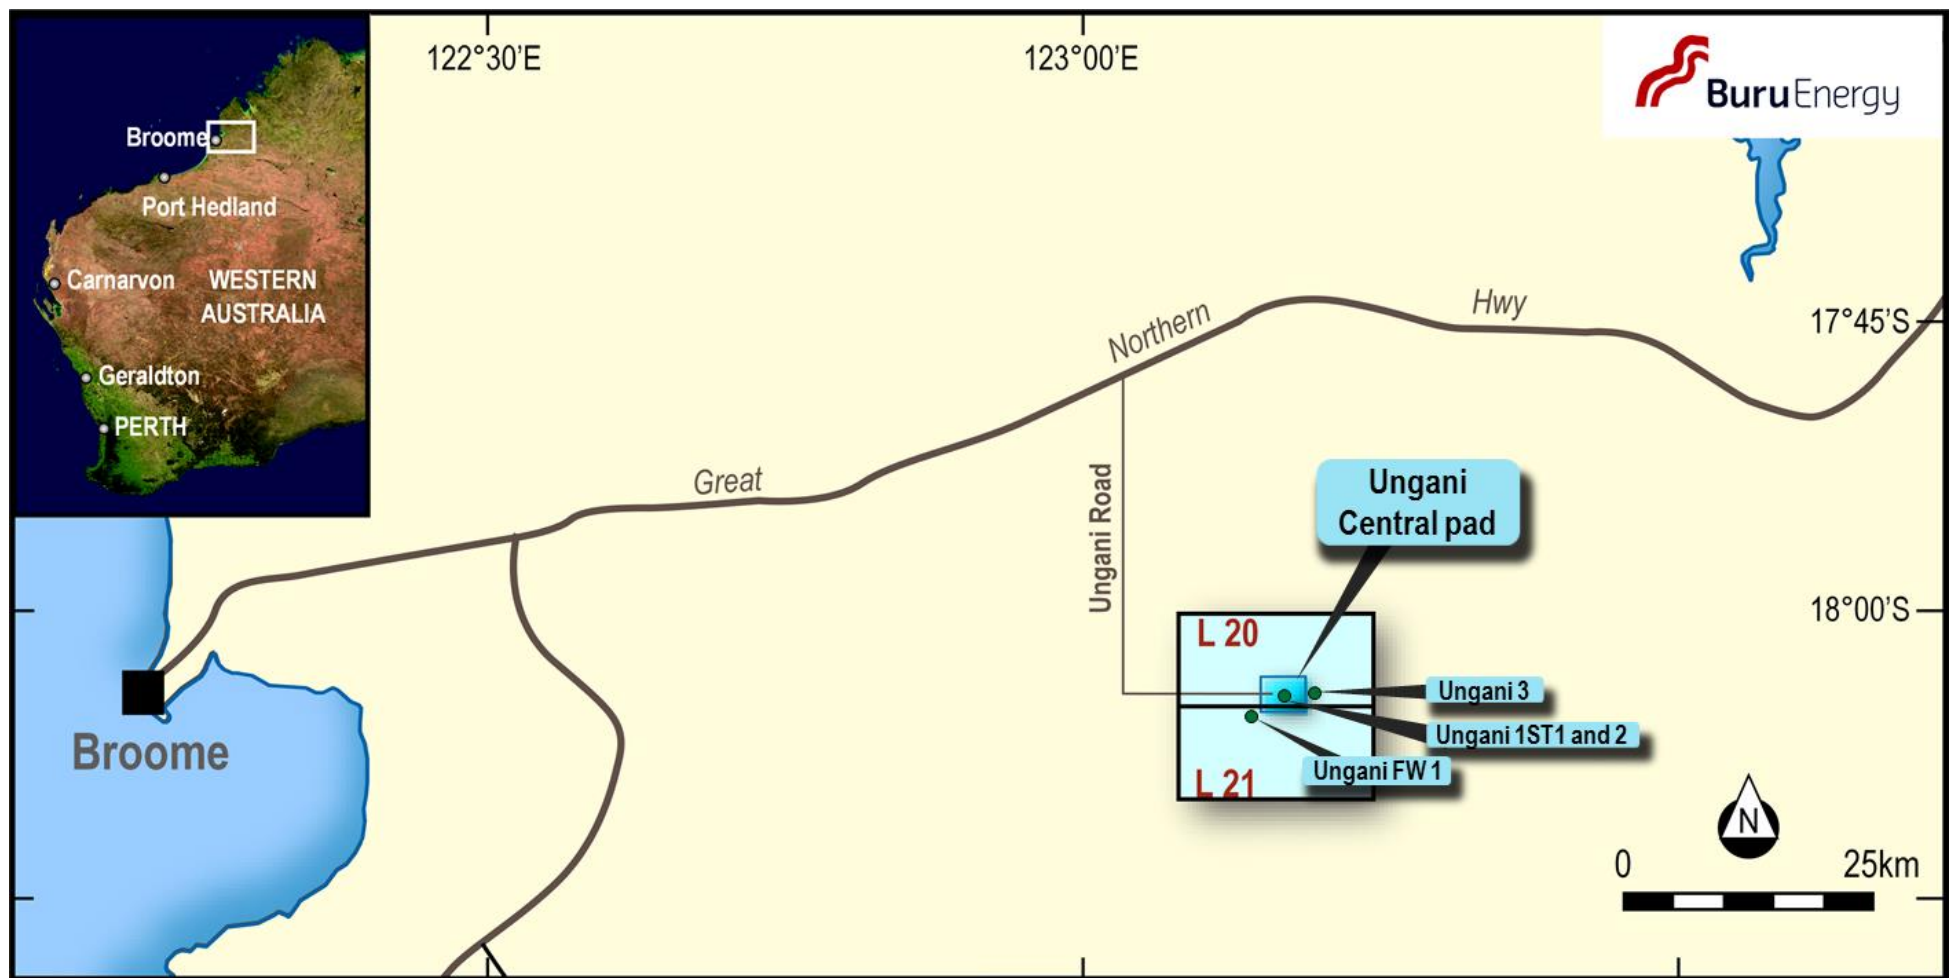 122°30'E
123°00'E
BuruEnergy
Broome
Port Hedland
Carnarvon
WESTERN
AUSTRALIA
Geraldton
PERTH
Northern
Hwy
17°45'S
Great
Ungani Road
Ungani
Central pad
18°00'S
L 20
Ungani 3
Ungani 1ST1 and 2
Ungani FW 1
L 21
Broome
N
0
25km